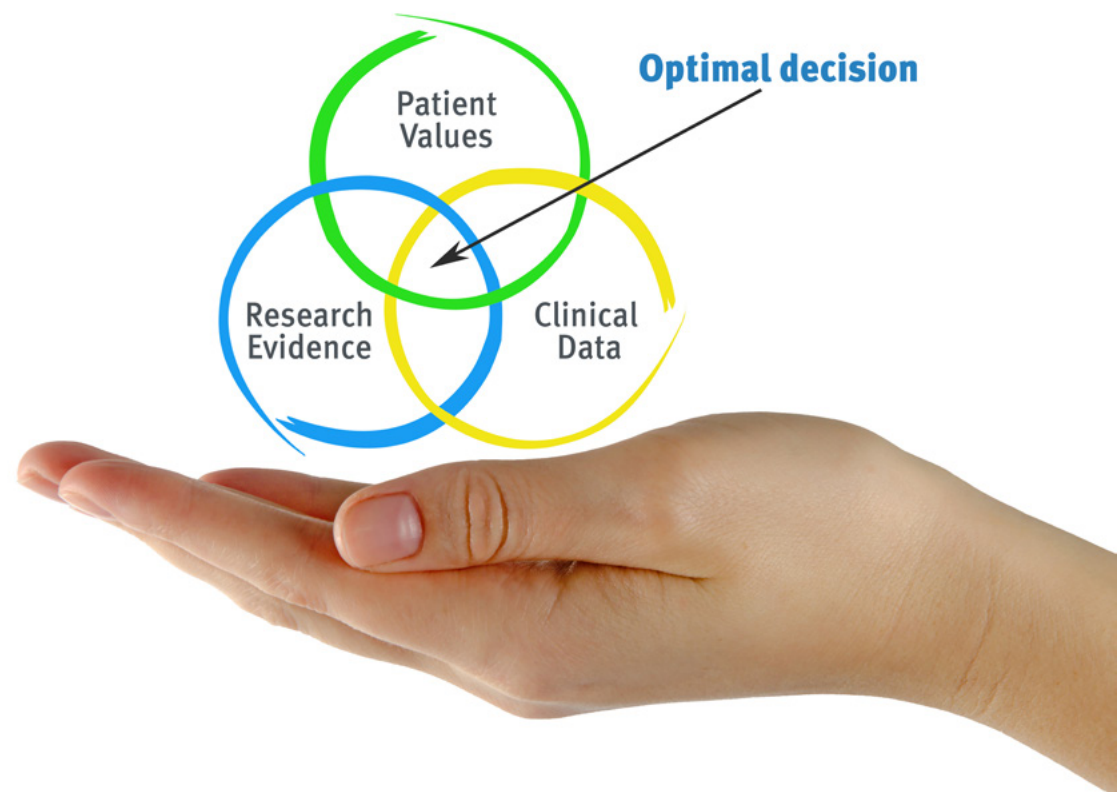 Optimal decision
Patient
Values
Research
Evidence
Clinical
Data